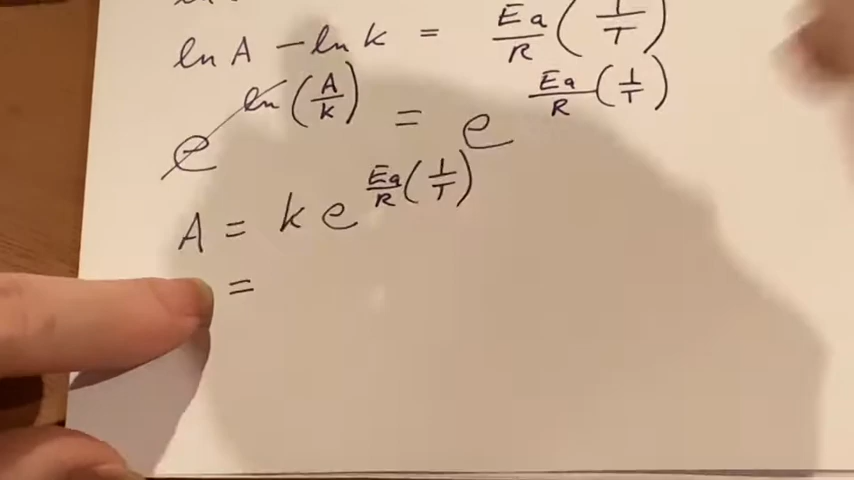 ln A - ln k = Ea/R (1/T)
e^ln(A/k) = e^Ea/R(1/T)
A = k e^Ea/R(1/T)
=